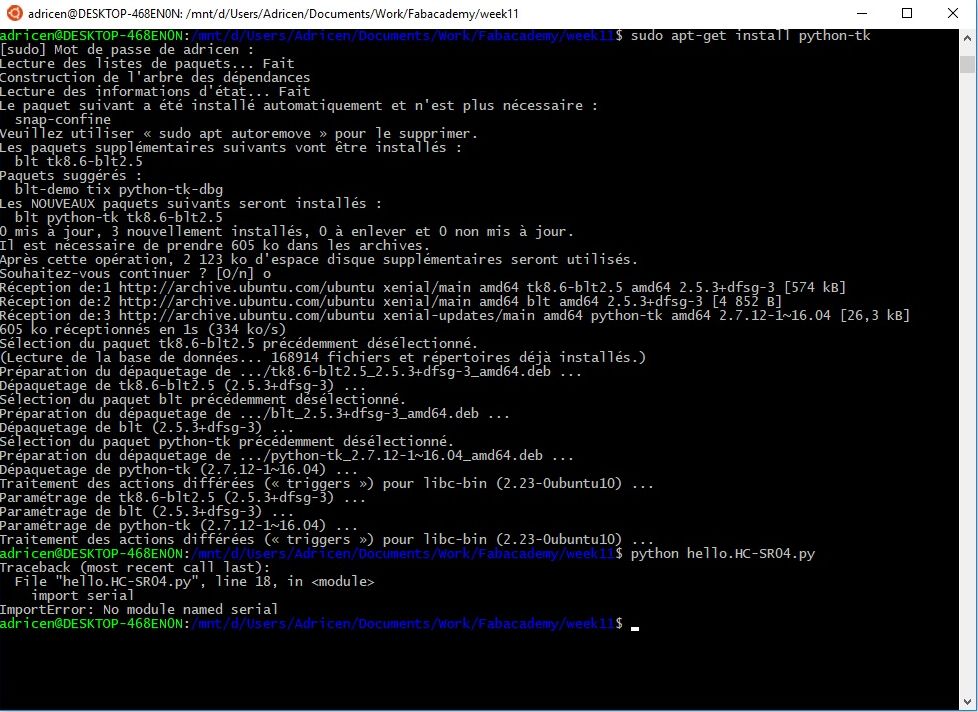 adricen@DESKTOP-468EN0N: /mnt/d/Users/Adricen/Documents/Work/Fabacademy/week11
adricen@DESKTOP-468EN0N:/mnt/d/Users/Adricen/Documents/Work/Fabacademy/week11$ sudo apt-get install python-tk
[sudo] Mot de passe de adricen :
Lecture des listes de paquets... Fait
Construction de l'arbre des dépendances
Lecture des informations d'état... Fait
Le paquet suivant a été installé automatiquement et n'est plus nécessaire :
  snap-confine
Veuillez utiliser « sudo apt autoremove » pour le supprimer.
Les paquets supplémentaires suivants vont être installés :
  blt tk8.6-blt2.5
Paquets suggérés :
  blt-demo tix python-tk-dbg
Les NOUVEAUX paquets suivants seront installés :
  blt python-tk tk8.6-blt2.5
0 mis à jour, 3 nouvellement installés, 0 à enlever et 0 non mis à jour.
Il est nécessaire de prendre 605 ko dans les archives.
Après cette opération, 2 123 ko d'espace disque supplémentaires seront utilisés.
Souhaitez-vous continuer ? [O/n] o
Réception de:1 http://archive.ubuntu.com/ubuntu xenial/main amd64 tk8.6-blt2.5 amd64 2.5.3+dfsg-3 [574 kB]
Réception de:2 http://archive.ubuntu.com/ubuntu xenial/main amd64 blt amd64 2.5.3+dfsg-3 [4 852 B]
Réception de:3 http://archive.ubuntu.com/ubuntu xenial-updates/main amd64 python-tk amd64 2.7.12-1~16.04 [26,3 kB]
605 ko réceptionnés en 1s (334 ko/s)
Sélection du paquet tk8.6-blt2.5 précédemment désélectionné.
(Lecture de la base de données... 168914 fichiers et répertoires déjà installés.)
Préparation du dépaquetage de .../tk8.6-blt2.5_2.5.3+dfsg-3_amd64.deb ...
Dépaquetage de tk8.6-blt2.5 (2.5.3+dfsg-3) ...
Sélection du paquet blt précédemment désélectionné.
Préparation du dépaquetage de .../blt_2.5.3+dfsg-3_amd64.deb ...
Dépaquetage de blt (2.5.3+dfsg-3) ...
Sélection du paquet python-tk précédemment désélectionné.
Préparation du dépaquetage de .../python-tk_2.7.12-1~16.04_amd64.deb ...
Dépaquetage de python-tk (2.7.12-1~16.04) ...
Traitement des actions différées (« triggers ») pour libc-bin (2.23-0ubuntu10) ...
Paramétrage de tk8.6-blt2.5 (2.5.3+dfsg-3) ...
Paramétrage de blt (2.5.3+dfsg-3) ...
Paramétrage de python-tk (2.7.12-1~16.04) ...
Traitement des actions différées (« triggers ») pour libc-bin (2.23-0ubuntu10) ...
adricen@DESKTOP-468EN0N:/mnt/d/Users/Adricen/Documents/Work/Fabacademy/week11$ python hello.HC-SR04.py
Traceback (most recent call last):
  File "hello.HC-SR04.py", line 18, in <module>
    import serial
ImportError: No module named serial
adricen@DESKTOP-468EN0N:/mnt/d/Users/Adricen/Documents/Work/Fabacademy/week11$